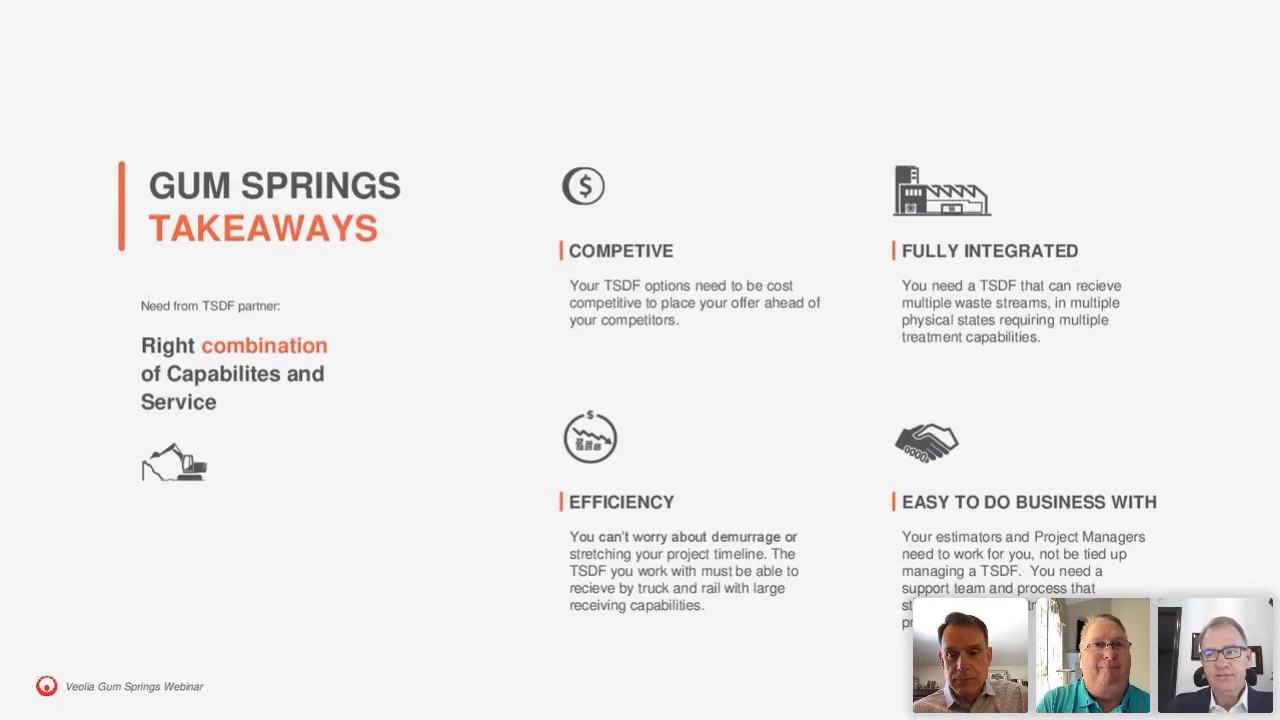 GUM SPRINGS
TAKEAWAYS
Need from TSDF partner:
Right combination
of Capabilites and
Service
$
COMPETIVE
Your TSDF options need to be cost
competitive to place your offer ahead of
your competitors.
FULLY INTEGRATED
You need a TSDF that can recieve
multiple waste streams, in multiple
physical states requiring multiple
treatment capabilities.
$
EFFICIENCY
You can't worry about demurrage or
stretching your project timeline. The
TSDF you work with must be able to
recieve by truck and rail with large
receiving capabilities.
EASY TO DO BUSINESS WITH
Your estimators and Project Managers
need to work for you, not be tied up
managing a TSDF. You need a
support team and process that
Veolia Gum Springs Webinar